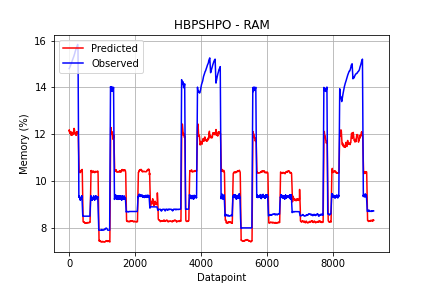 HBPSHPO - RAM
Predicted
Observed
Memory (%)
16
14
12
10
8
0
2000
4000
6000
8000
Datapoint